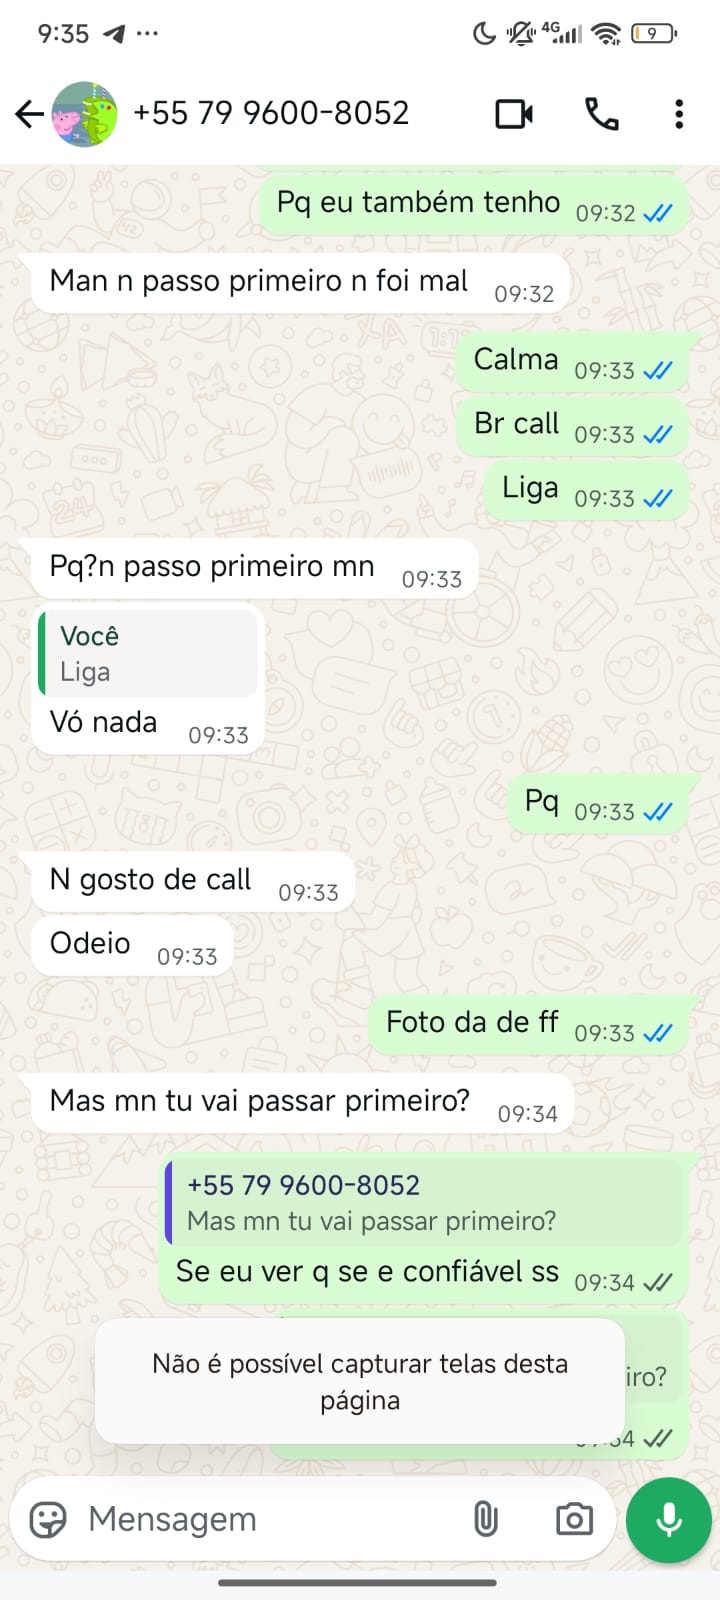 9:35
4G
9
+55 79 9600-8052
Pq eu também tenho 09:32
Man n passo primeiro n foi mal 09:32
Calma 09:33
Br call 09:33
Liga 09:33
Pq?n passo primeiro mn 09:33
Você
Liga
Vó nada 09:33
Pq 09:33
N gosto de call 09:33
Odeio 09:33
Foto da de ff 09:33
Mas mn tu vai passar primeiro? 09:34
+55 79 9600-8052
Mas mn tu vai passar primeiro?
Se eu ver q se e confiável ss 09:34
Não é possível capturar telas desta
página
iro?
Mensagem